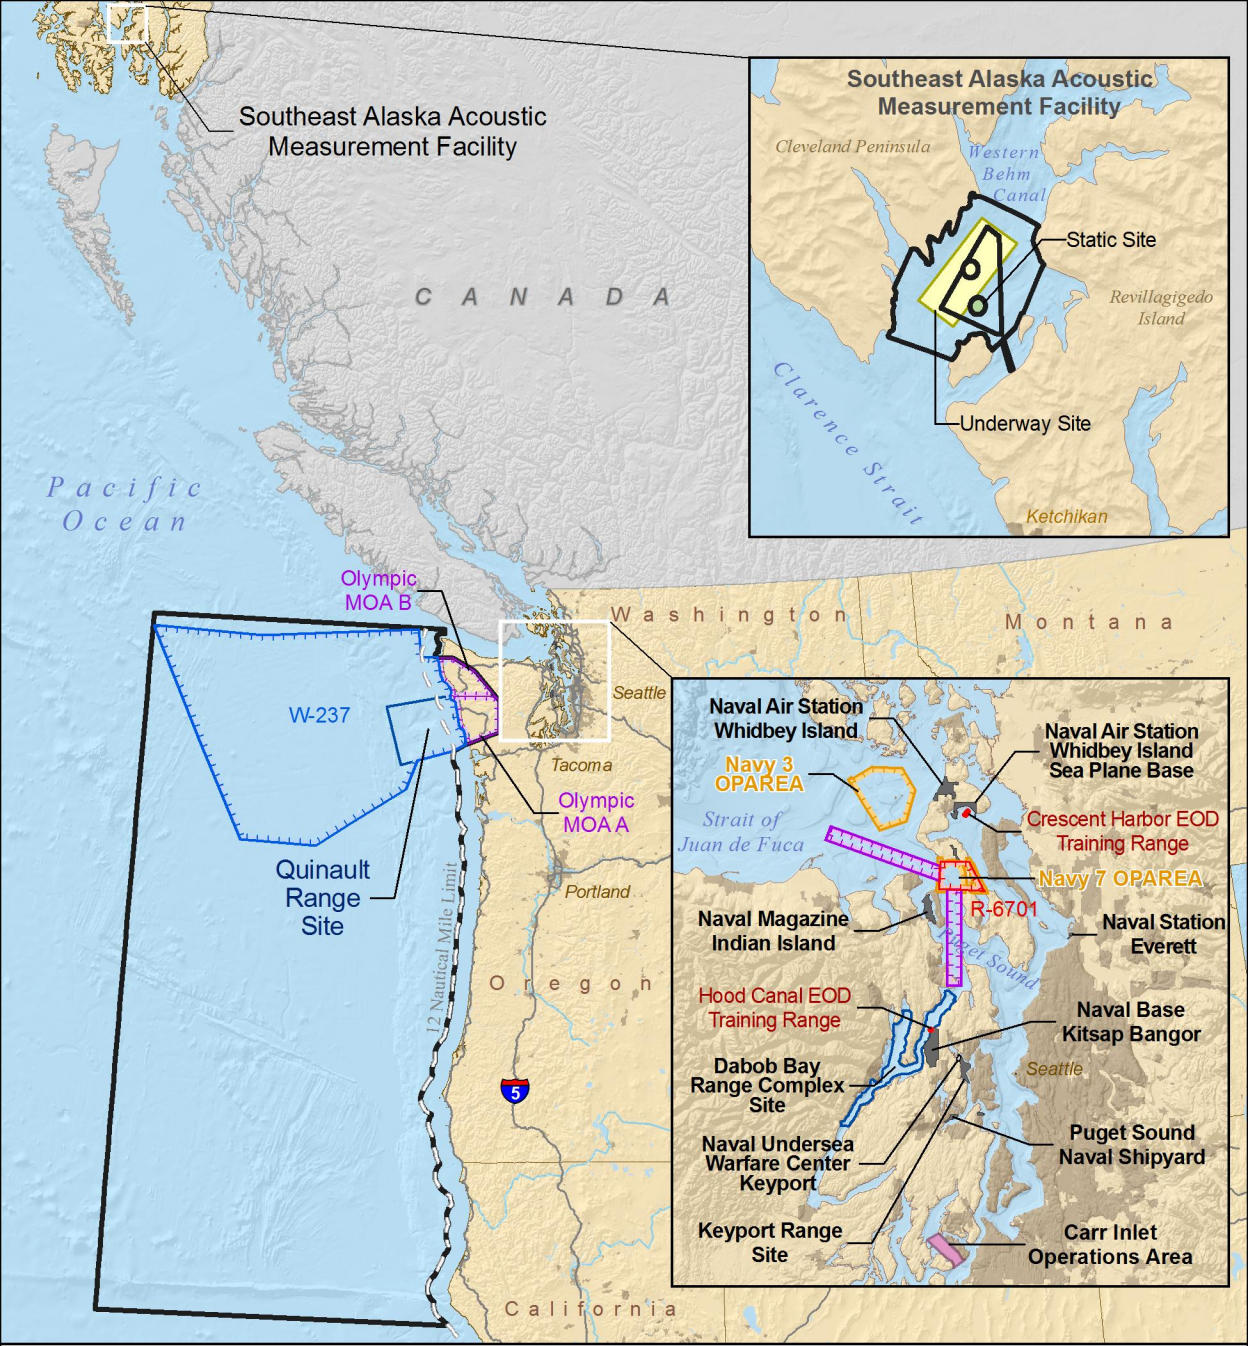 Southeast Alaska Acoustic
Measurement Facility
CANADA
Pacific
Ocean
Southeast Alaska Acoustic
Measurement Facility
Cleveland Peninsula
Western
Behm
Canal
Static Site
Revillagigedo
Island
Clarence Strait
Underway Site
Ketchikan
Olympic
MOA B
Washington
Montana
W-237
Seattle
Tacoma
Olympic
MOA A
Quinault
Range
Site
12 Nautical Mile Limit
Portland
Oregon
5
California
Naval Air Station
Whidbey Island
Naval Air Station
Whidbey Island
Sea Plane Base
Navy 3
OPAREA
Strait of
Juan de Fuca
Crescent Harbor EOD
Training Range
Navy 7 OPAREA
R-6701
Naval Magazine
Indian Island
Naval Station
Everett
Puget Sound
Hood Canal EOD
Training Range
Naval Base
Kitsap Bangor
Dabob Bay
Range Complex
Site
Seattle
Naval Undersea
Warfare Center
Keyport
Puget Sound
Naval Shipyard
Keyport Range
Site
Carr Inlet
Operations Area